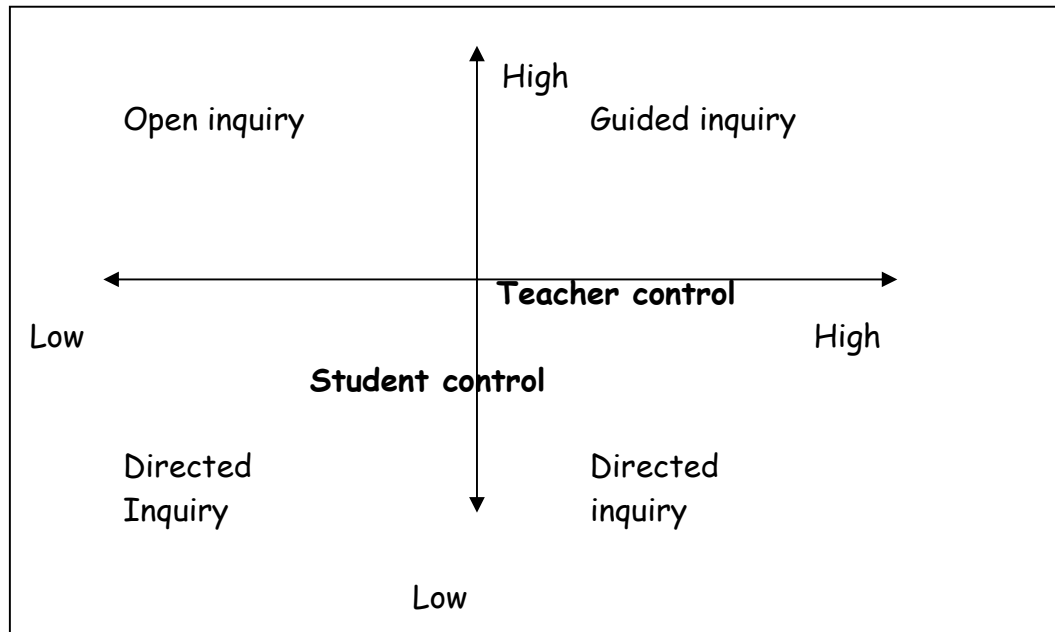 High
Open inquiry
Guided inquiry
Teacher control
Low
High
Student control
Directed
Inquiry
Directed
inquiry
Low